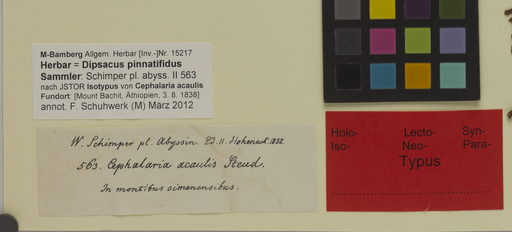 M-Bamberg Allgem. Herbar [Inv.-]Nr. 15217
Herbar = Dipsacus pinnatifidus
Sammler: Schimper pl. abyss. II 563
nach JSTOR Isotypus von Cephalaria acaulis
Fundort: [Mount Bachit, Äthiopien, 3. 8. 1838]
annot. F. Schuhwerk (M) März 2012
W. Schimper pl. Abyssin. Ed. II. Hohenack. 1852.
563. Cephalaria acaulis Steud.
In montibus simensibus.
Holo- Lecto- Syn-
Iso- Neo- Para-
Typus